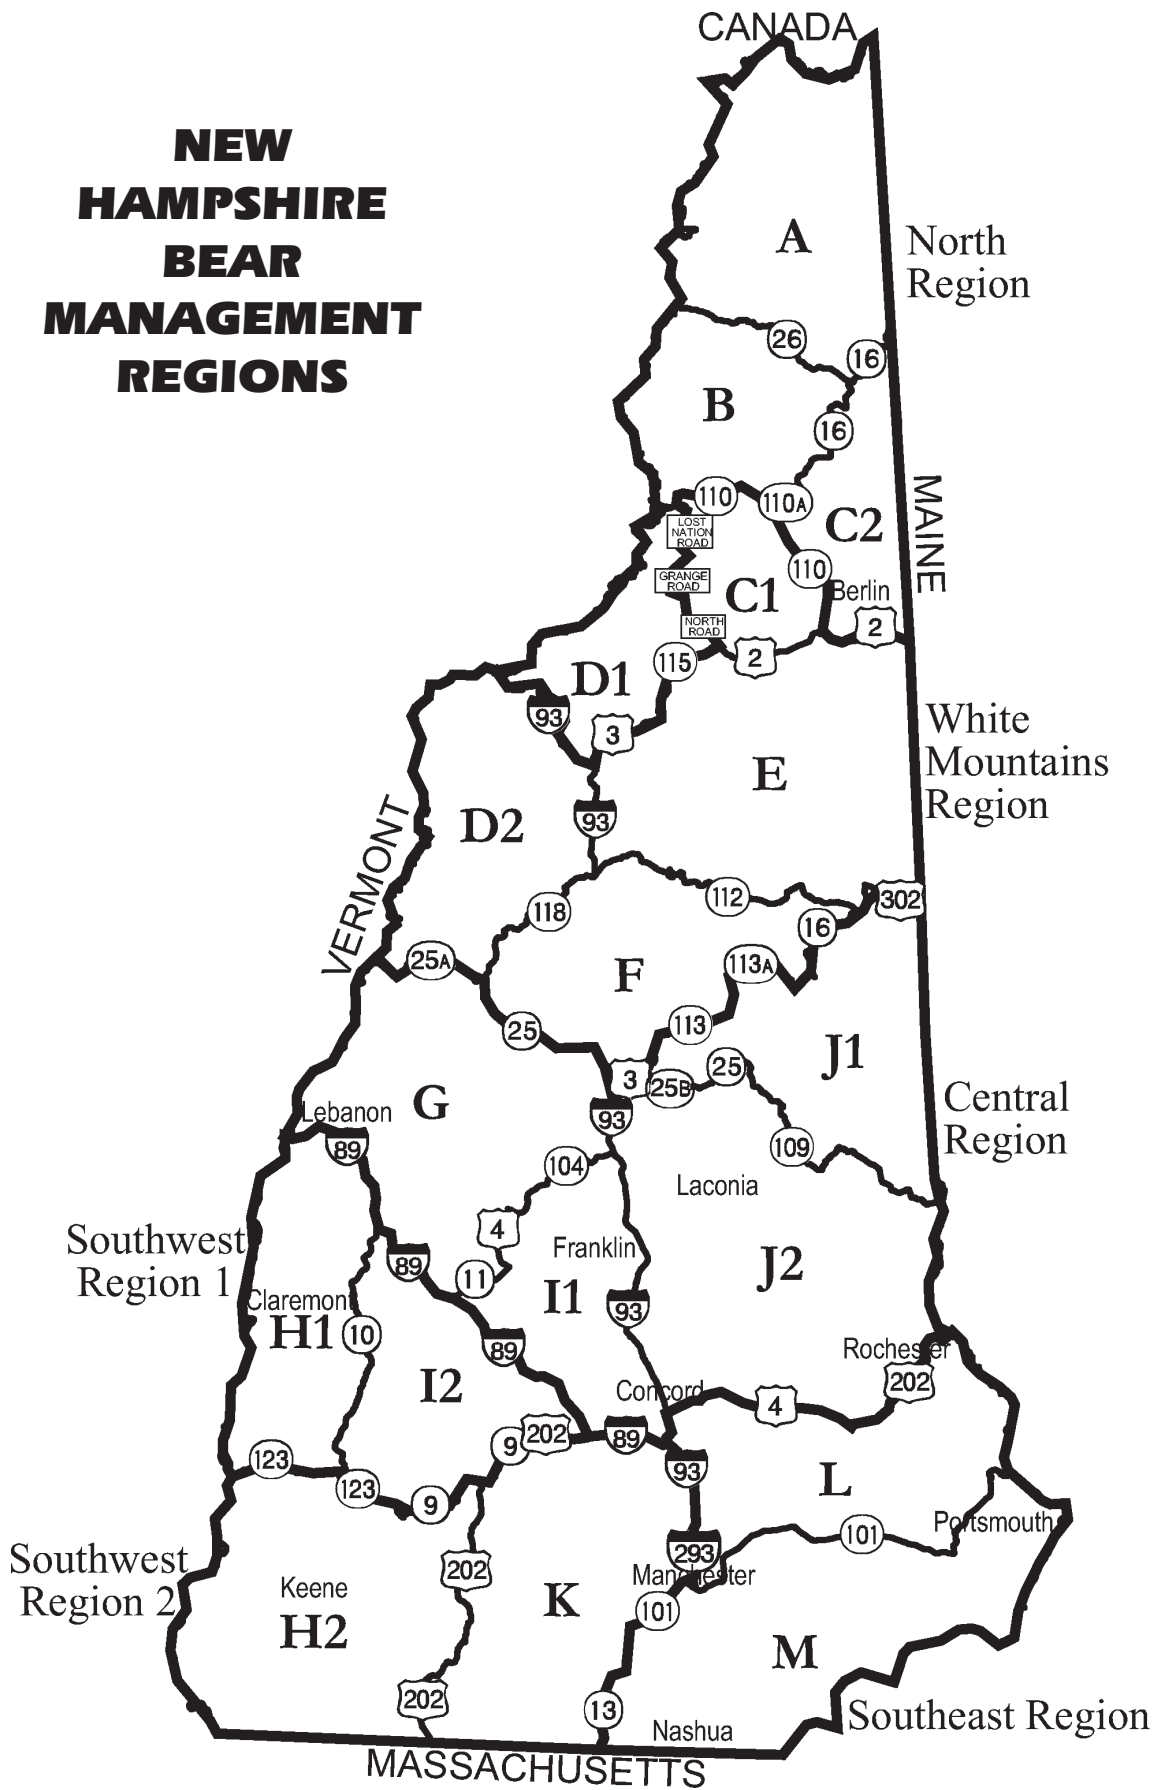 CANADA
NEW
HAMPSHIRE
BEAR
MANAGEMENT
REGIONS
A
North
Region
26
16
B
16
MAINE
110
110A
C2
LOST
NATION
ROAD
110
GRANGE
ROAD
C1
Berlin
NORTH
ROAD
2
2
115
D1
93
3
White
Mountains
Region
E
93
D2
VERMONT
112
302
118
16
25A
113A
F
25
113
J1
3
25B
25
93
G
Central
Region
Lebanon
89
109
104
Laconia
4
Southwest
Region 1
Franklin
89
11
I1
J2
Claremont
93
H1
10
89
Rochester
202
I2
Concord
4
202
9
89
123
93
123
9
L
101
Portsmouth
293
Southwest
Region 2
202
Manchester
Keene
K
101
H2
M
202
13
Southeast Region
Nashua
MASSACHUSETTS